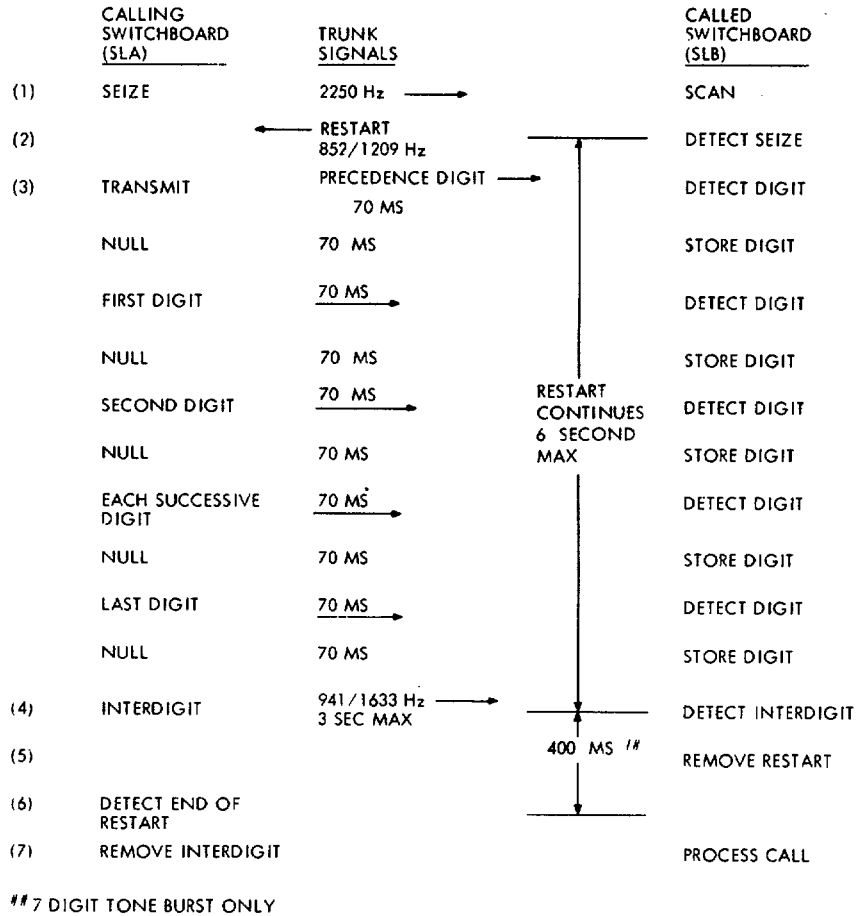 CALLING SWITCHBOARD (SLA) TRUNK SIGNALS CALLED SWITCHBOARD (SLB)
(1) SEIZE 2250 Hz SCAN
(2) RESTART 852/1209 Hz DETECT SEIZE
(3) TRANSMIT PRECEDENCE DIGIT 70 MS DETECT DIGIT
NULL 70 MS STORE DIGIT
FIRST DIGIT 70 MS DETECT DIGIT
NULL 70 MS STORE DIGIT
SECOND DIGIT 70 MS DETECT DIGIT
RESTART CONTINUES 6 SECOND MAX
NULL 70 MS STORE DIGIT
EACH SUCCESSIVE DIGIT 70 MS DETECT DIGIT
NULL 70 MS STORE DIGIT
LAST DIGIT 70 MS DETECT DIGIT
NULL 70 MS STORE DIGIT
(4) INTERDIGIT 941/1633 Hz 3 SEC MAX DETECT INTERDIGIT
(5) 400 MS ## REMOVE RESTART
(6) DETECT END OF RESTART
(7) REMOVE INTERDIGIT PROCESS CALL
## 7 DIGIT TONE BURST ONLY